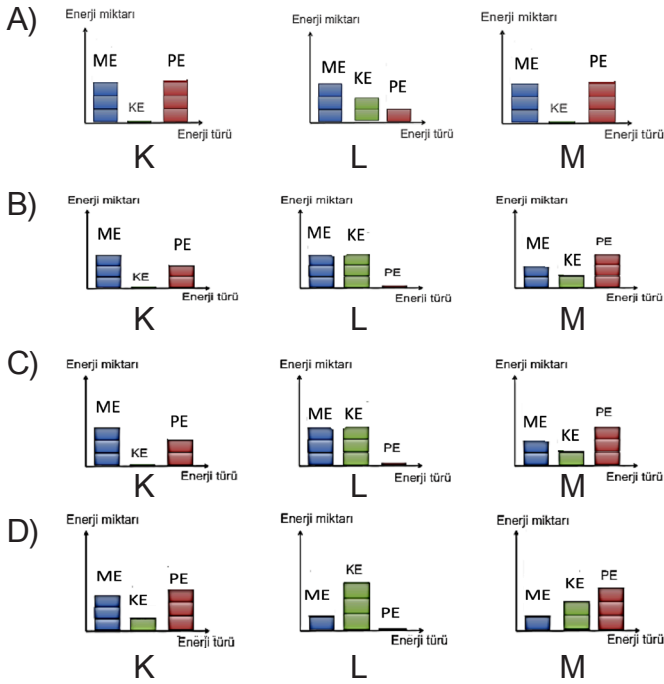 A)
Enerji miktarı Enerji miktarı Enerji miktarı
ME KE PE ME KE PE ME KE PE
Enerji türü Enerji türü Enerji türü
K L M
B)
Enerji miktarı Enerji miktarı Enerji miktarı
ME KE PE ME KE PE ME KE PE
Enerji türü Enerji türü Enerji türü
K L M
C)
Enerji miktarı Enerji miktarı Enerji miktarı
ME KE PE ME KE PE ME KE PE
Enerji türü Enerji türü Enerji türü
K L M
D)
Enerji miktarı Enerji miktarı Enerji miktarı
ME KE PE ME KE PE ME KE PE
Enerji türü Enerji türü Enerji türü
K L M